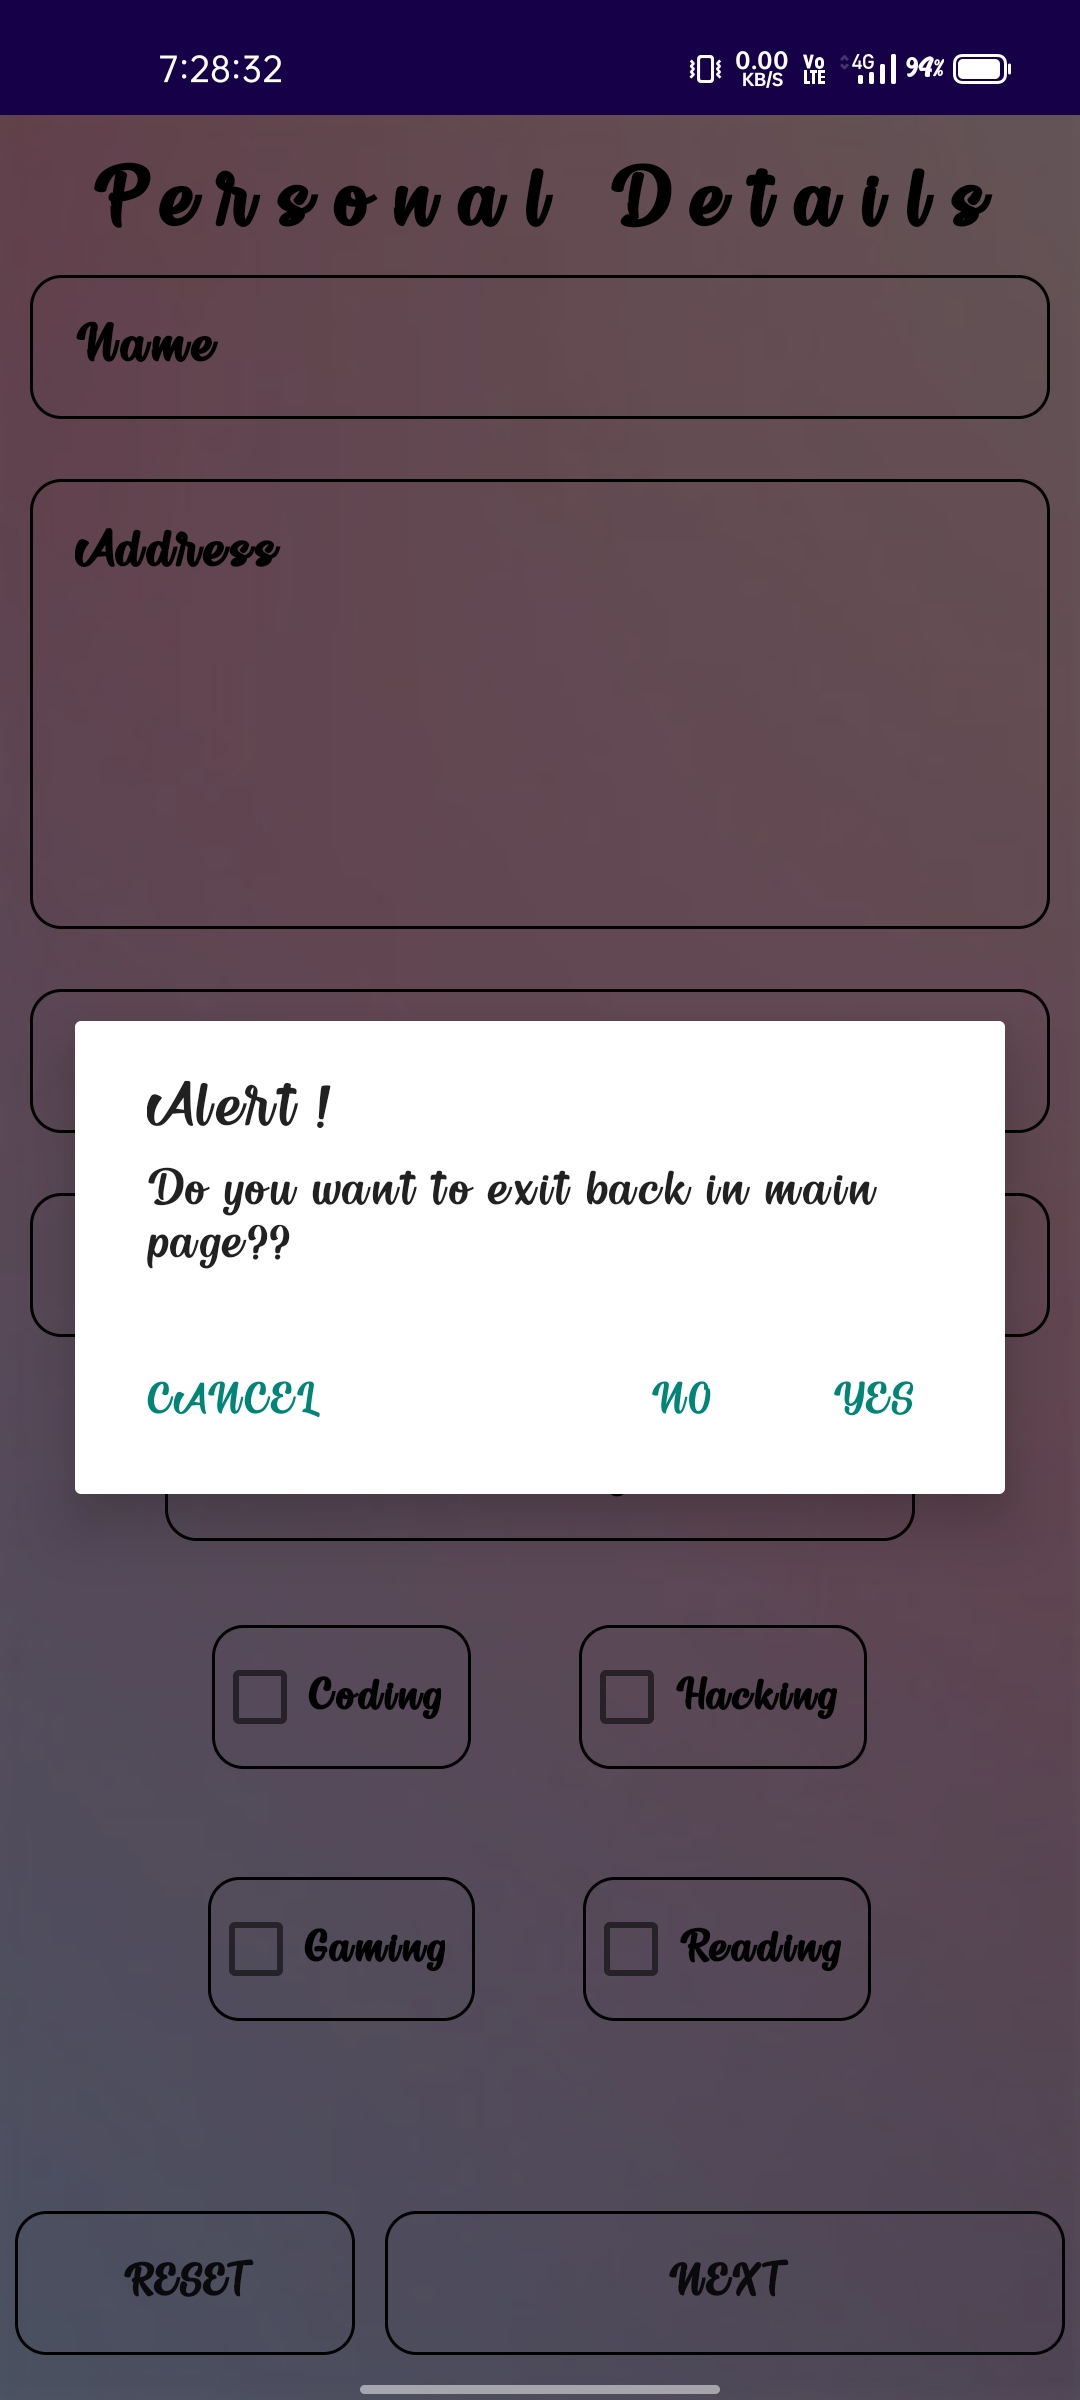 7:28:32 0.00 KB/S Vo LTE 4G 94%
Personal Details
Name
Address
Alert !
Do you want to exit back in main
page??
CANCEL NO YES
Coding Hacking
Gaming Reading
RESET NEXT